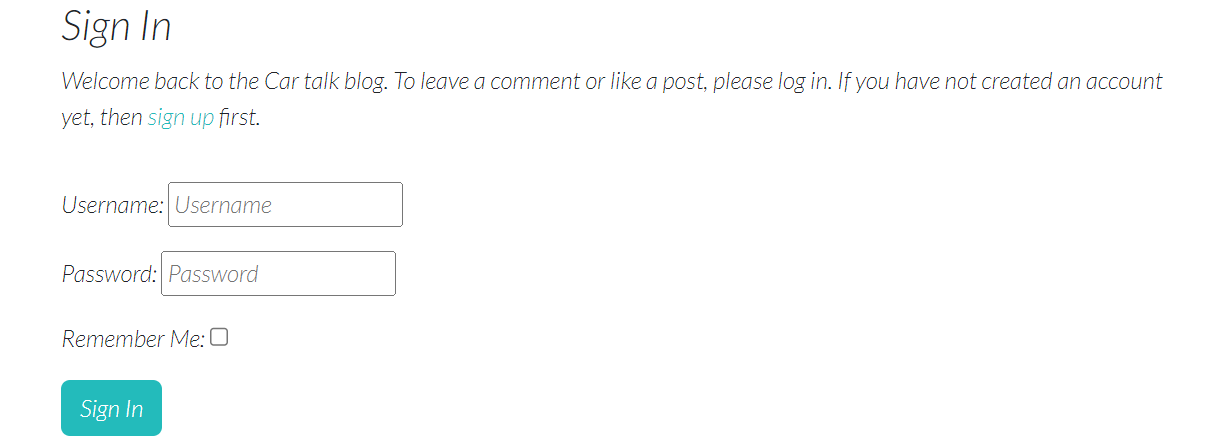 Sign In
Welcome back to the Car talk blog. To leave a comment or like a post, please log in. If you have not created an account
yet, then sign up first.
Username: Username
Password: Password
Remember Me:
Sign In